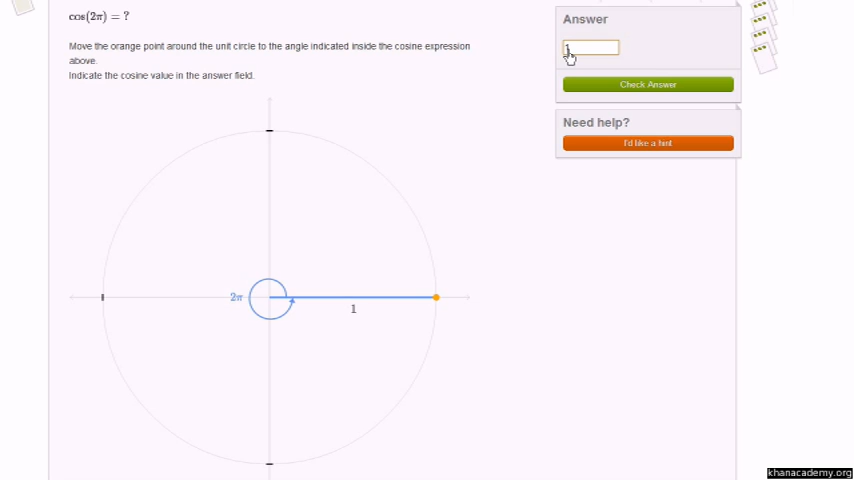 cos(2π) = ?
Move the orange point around the unit circle to the angle indicated inside the cosine expression
above.
Indicate the cosine value in the answer field.
Answer
1
Check Answer
Need help?
I'd like a hint
2π
1
khanacademy.org